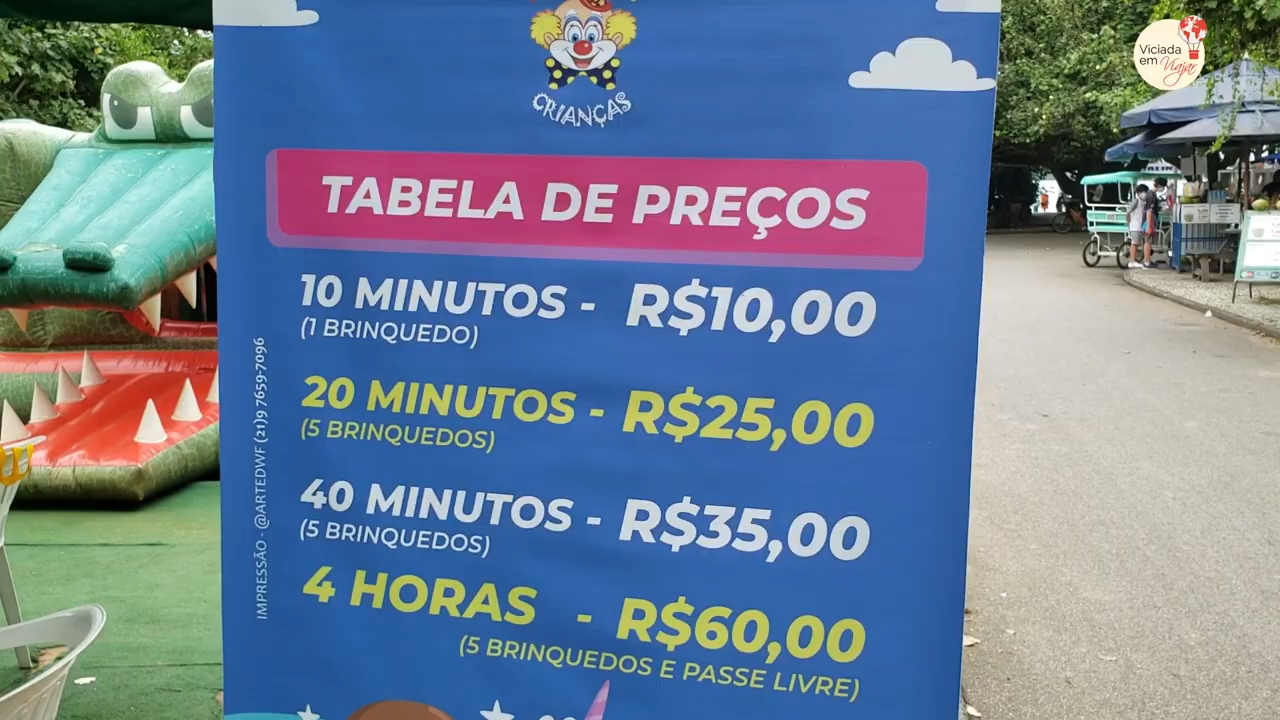 CRIANÇAS
TABELA DE PREÇOS
10 MINUTOS - R$10,00
(1 BRINQUEDO)
20 MINUTOS - R$25,00
(5 BRINQUEDOS)
40 MINUTOS - R$35,00
(5 BRINQUEDOS)
4 HORAS - R$60,00
(5 BRINQUEDOS E PASSE LIVRE)
IMPRESSÃO - @ARTEDWF (21)9 7659-7096
Viciada
em Viajar